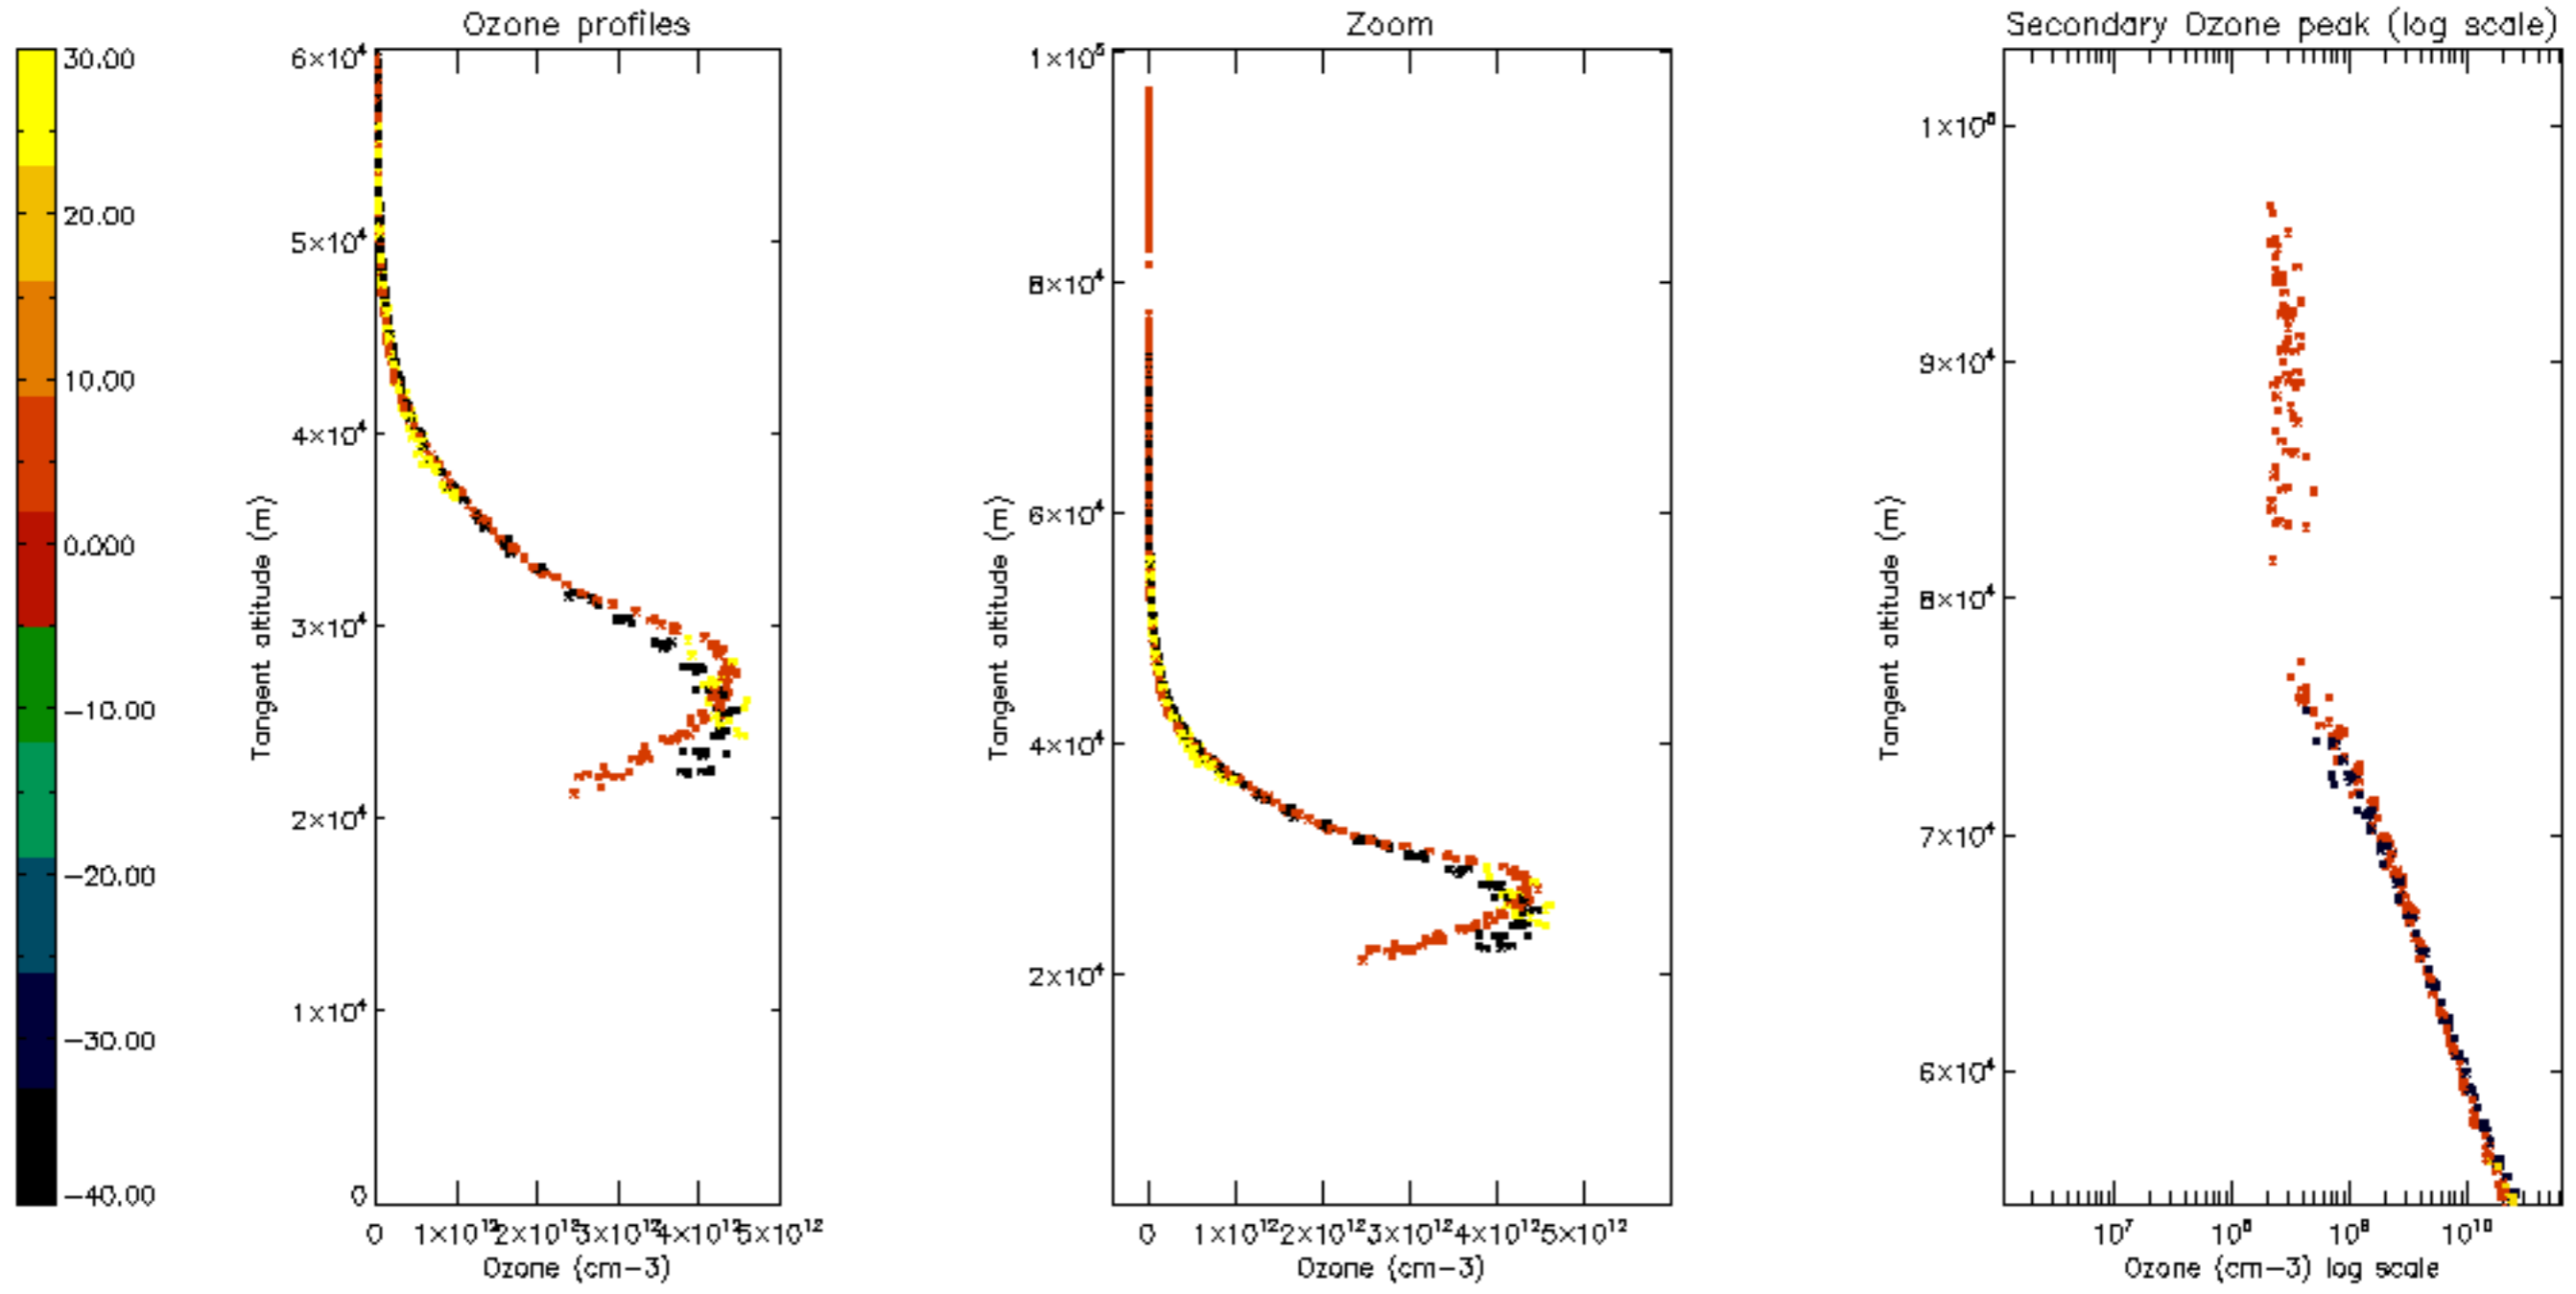 Ozone profiles
Zoom
Secondary Ozone peak (log scale)
30.00
20.00
10.00
0.000
−10.00
−20.00
−30.00
−40.00
6×10⁴
5×10⁴
4×10⁴
3×10⁴
2×10⁴
1×10⁴
0
Tangent altitude (m)
0 1×10¹² 2×10¹² 3×10¹² 4×10¹² 5×10¹²
Ozone (cm−3)
1×10⁵
8×10⁴
6×10⁴
4×10⁴
2×10⁴
Tangent altitude (m)
0 1×10¹² 2×10¹² 3×10¹² 4×10¹² 5×10¹²
Ozone (cm−3)
1×10⁵
9×10⁴
8×10⁴
7×10⁴
6×10⁴
Tangent altitude (m)
10⁷ 10⁸ 10⁹ 10¹⁰
Ozone (cm−3) log scale